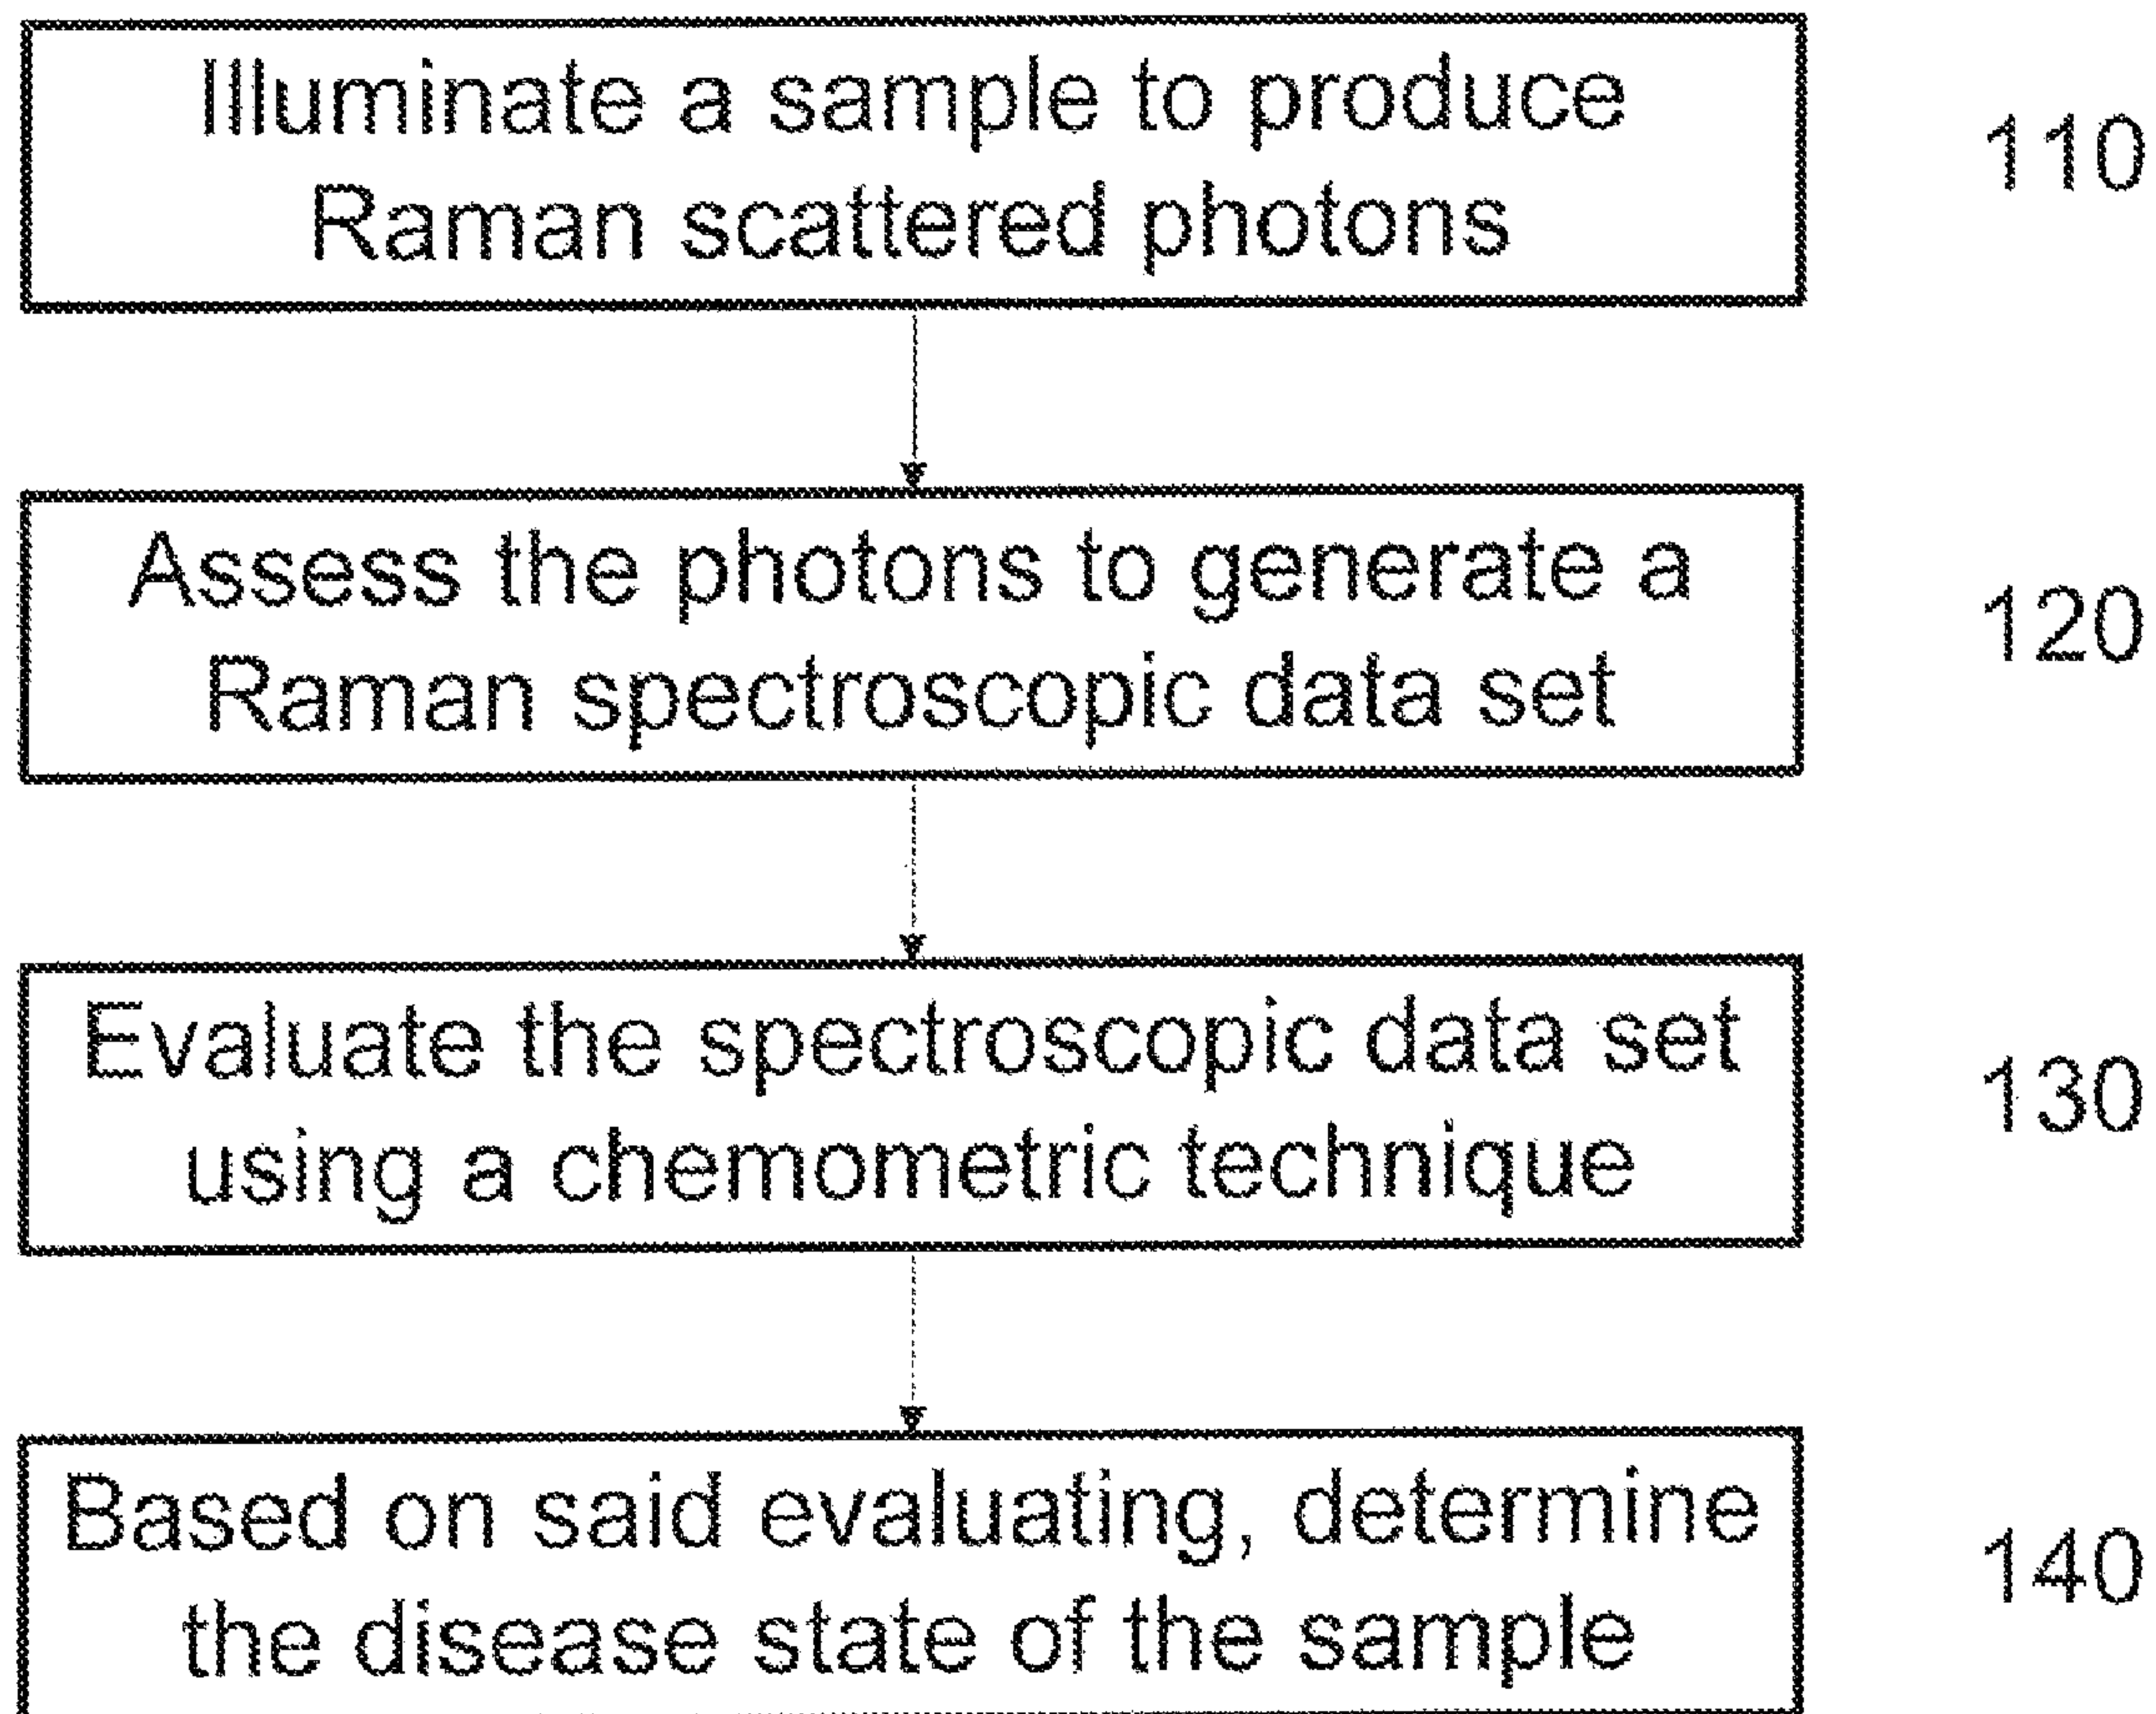 Illuminate a sample to produce
Raman scattered photons
110
Assess the photons to generate a
Raman spectroscopic data set
120
Evaluate the spectroscopic data set
using a chemometric technique
130
Based on said evaluating, determine
the disease state of the sample
140